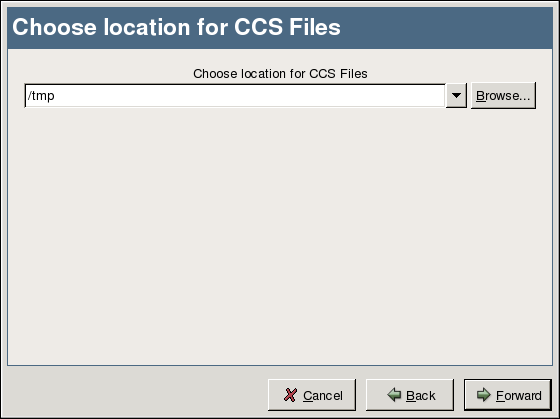 Choose location for CCS Files
Choose location for CCS Files
/tmp
Browse...
Cancel
Back
Forward